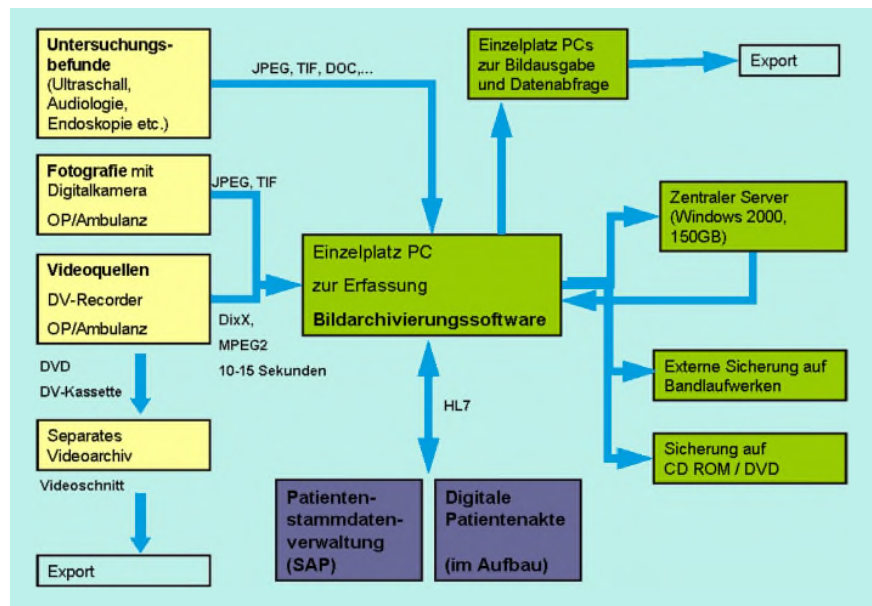 Untersuchungs-
befunde
(Ultraschall,
Audiologie,
Endoskopie etc.)
JPEG, TIF, DOC,...
Einzelplatz PCs
zur Bildausgabe
und Datenabfrage
Export
Fotografie mit
Digitalkamera
OP/Ambulanz
JPEG, TIF
Zentraler Server
(Windows 2000,
150GB)
Einzelplatz PC
zur Erfassung
Bildarchivierungssoftware
Videoquellen
DV-Recorder
OP/Ambulanz
DixX,
MPEG2
10-15 Sekunden
DVD
DV-Kassette
Externe Sicherung auf
Bandlaufwerken
HL7
Separates
Videoarchiv
Sicherung auf
CD ROM / DVD
Videoschnitt
Patienten-
stammdaten-
verwaltung
(SAP)
Digitale
Patientenakte
(im Aufbau)
Export